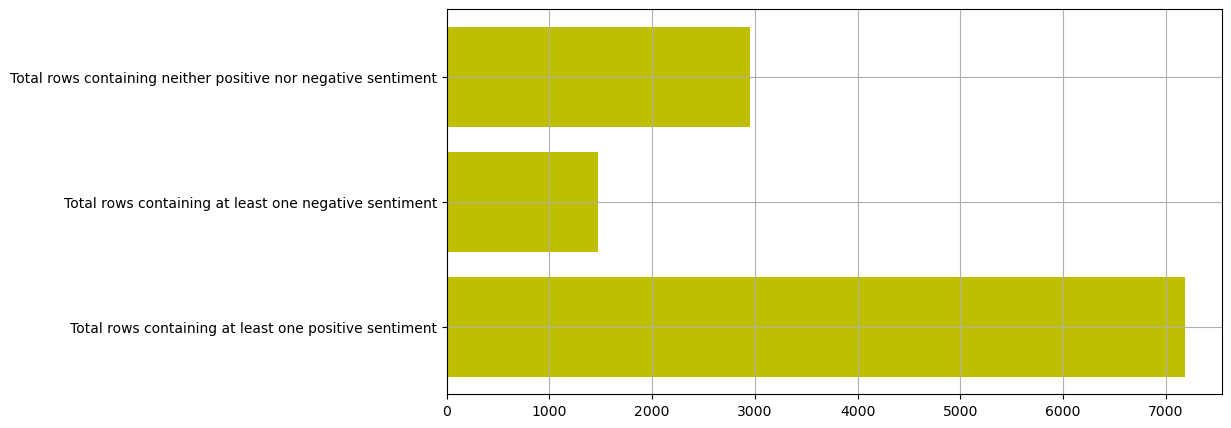 Total rows containing neither positive nor negative sentiment
Total rows containing at least one negative sentiment
Total rows containing at least one positive sentiment
0 1000 2000 3000 4000 5000 6000 7000